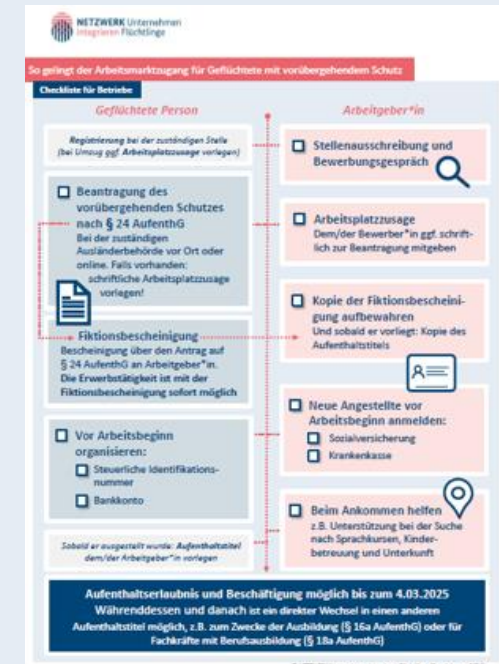 NETZWERK Unternehmen
integrieren Flüchtlinge
So gelingt der Arbeitsmarktzugang für Geflüchtete mit vorübergehendem Schutz
Checkliste für Betriebe
Geflüchtete Person
Registrierung bei der zuständigen Stelle
(bei Umzug ggf. Arbeitsplatzzusage vorlegen)
Beantragung des
vorübergehenden Schutzes
nach § 24 AufenthG
Bei der zuständigen
Ausländerbehörde vor Ort oder
online. Falls vorhanden:
schriftliche Arbeitsplatzzusage
vorlegen!
Fiktionsbescheinigung
Bescheinigung über den Antrag auf
§ 24 AufenthG an Arbeitgeber*in.
Die Erwerbstätigkeit ist mit der
Fiktionsbescheinigung sofort möglich
Vor Arbeitsbeginn
organisieren:
Steuerliche Identifikations-
nummer
Bankkonto
Sobald er ausgestellt wurde: Aufenthaltstitel
dem/der Arbeitgeber*in vorlegen
Arbeitgeber*in
Stellenausschreibung und
Bewerbungsgespräch
Arbeitsplatzzusage
Dem/der Bewerber*in ggf. schrift-
lich zur Beantragung mitgeben
Kopie der Fiktionsbescheini-
gung aufbewahren
Und sobald er vorliegt: Kopie des
Aufenthaltstitels
Neue Angestellte vor
Arbeitsbeginn anmelden:
Sozialversicherung
Krankenkasse
Beim Ankommen helfen
z.B. Unterstützung bei der Suche
nach Sprachkursen, Kinder-
betreuung und Unterkunft
Aufenthaltserlaubnis und Beschäftigung möglich bis zum 4.03.2025
Währenddessen und danach ist ein direkter Wechsel in einen anderen
Aufenthaltstitel möglich, z.B. zum Zwecke der Ausbildung (§ 16a AufenthG) oder für
Fachkräfte mit Berufsausbildung (§ 18a AufenthG)